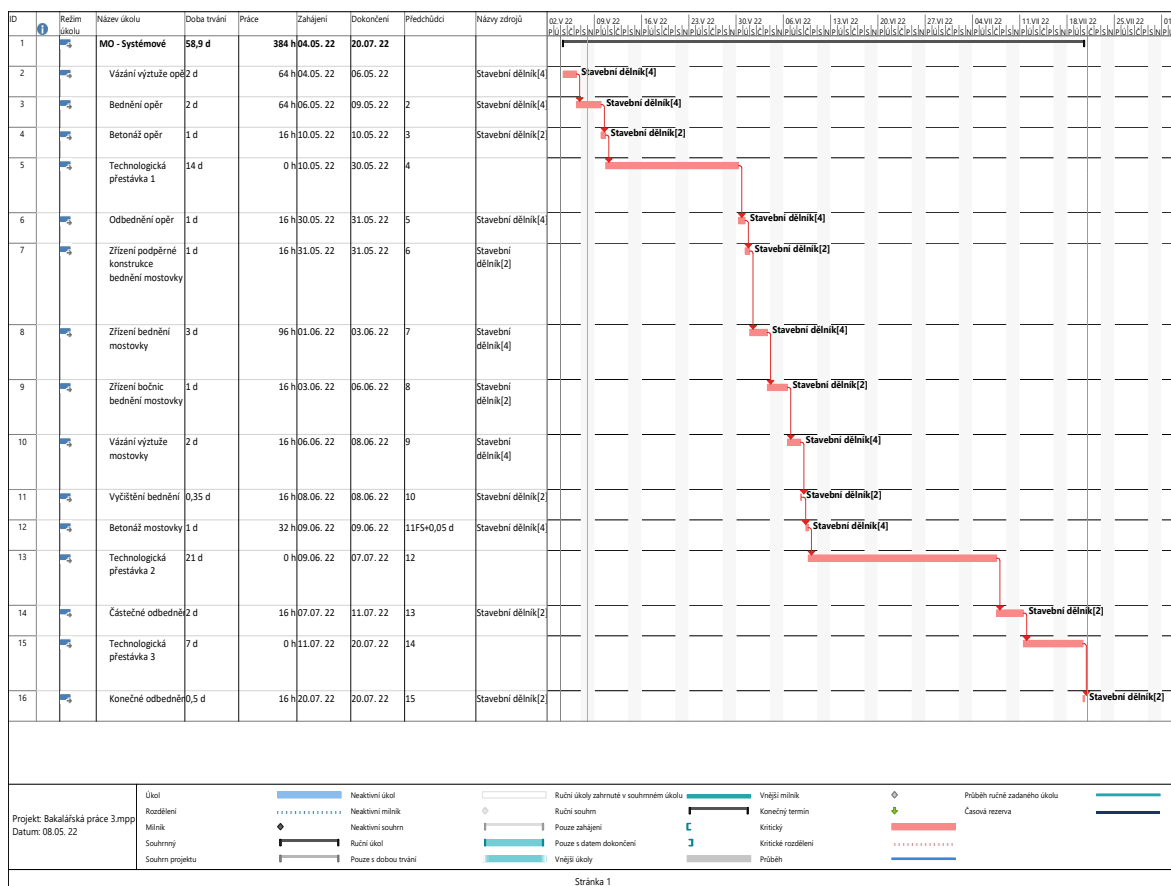 ID Režim úkolu Název úkolu Doba trvání Práce Zahájení Dokončení Předchůdci Názvy zdrojů 02.V 22 09.V 22 16.V 22 23.V 22 30.V 22 06.VI 22 13.VI 22 20.VI 22 27.VI 22 04.VII 22 11.VII 22 18.VII 22 25.VII 22 01
P Ú S Č P S N P Ú S Č P S N P Ú S Č P S N P Ú S Č P S N P Ú S Č P S N P Ú S Č P S N P Ú S Č P S N P Ú S Č P S N P Ú S Č P S N P Ú S Č P S N P Ú S Č P S N P Ú S Č P S N P Ú S Č P S N P Ú
1 MO - Systémové 58,9 d 384 h 04.05. 22 20.07. 22
2 Vázání výztuže opě 2 d 64 h 04.05. 22 06.05. 22 Stavební dělník[4] Stavební dělník[4]
3 Bednění opěr 2 d 64 h 06.05. 22 09.05. 22 2 Stavební dělník[4] Stavební dělník[4]
4 Betonáž opěr 1 d 16 h 10.05. 22 10.05. 22 3 Stavební dělník[2] Stavební dělník[2]
5 Technologická 14 d 0 h 10.05. 22 30.05. 22 4
přestávka 1
6 Odbednění opěr 1 d 16 h 30.05. 22 31.05. 22 5 Stavební dělník[4] Stavební dělník[4]
7 Zřízení podpěrné 1 d 16 h 31.05. 22 31.05. 22 6 Stavební Stavební dělník[2]
konstrukce dělník[2]
bednění mostovky
8 Zřízení bednění 3 d 96 h 01.06. 22 03.06. 22 7 Stavební Stavební dělník[4]
mostovky dělník[4]
9 Zřízení bočnic 1 d 16 h 03.06. 22 06.06. 22 8 Stavební Stavební dělník[2]
bednění mostovky dělník[2]
10 Vázání výztuže 2 d 16 h 06.06. 22 08.06. 22 9 Stavební Stavební dělník[4]
mostovky dělník[4]
11 Vyčištění bednění 0,35 d 16 h 08.06. 22 08.06. 22 10 Stavební dělník[2] Stavební dělník[2]
12 Betonáž mostovky 1 d 32 h 09.06. 22 09.06. 22 11FS+0,05 d Stavební dělník[4] Stavební dělník[4]
13 Technologická 21 d 0 h 09.06. 22 07.07. 22 12
přestávka 2
14 Částečné odbedně 2 d 16 h 07.07. 22 11.07. 22 13 Stavební dělník[2] Stavební dělník[2]
15 Technologická 7 d 0 h 11.07. 22 20.07. 22 14
přestávka 3
16 Konečné odbedně 0,5 d 16 h 20.07. 22 20.07. 22 15 Stavební dělník[2] Stavební dělník[2]
Projekt: Bakalářská práce 3.mpp
Datum: 08.05. 22
Úkol Neaktivní úkol Ruční úkoly zahrnuté v souhrnném úkolu Vnější milník Průběh ručně zadaného úkolu
Rozdělení Neaktivní milník Ruční souhrn Konečný termín Časová rezerva
Milník Neaktivní souhrn Pouze zahájení Kritický
Souhrnný Ruční úkol Pouze s datem dokončení Kritické rozdělení
Souhrn projektu Pouze s dobou trvání Vnější úkoly Průběh
Stránka 1